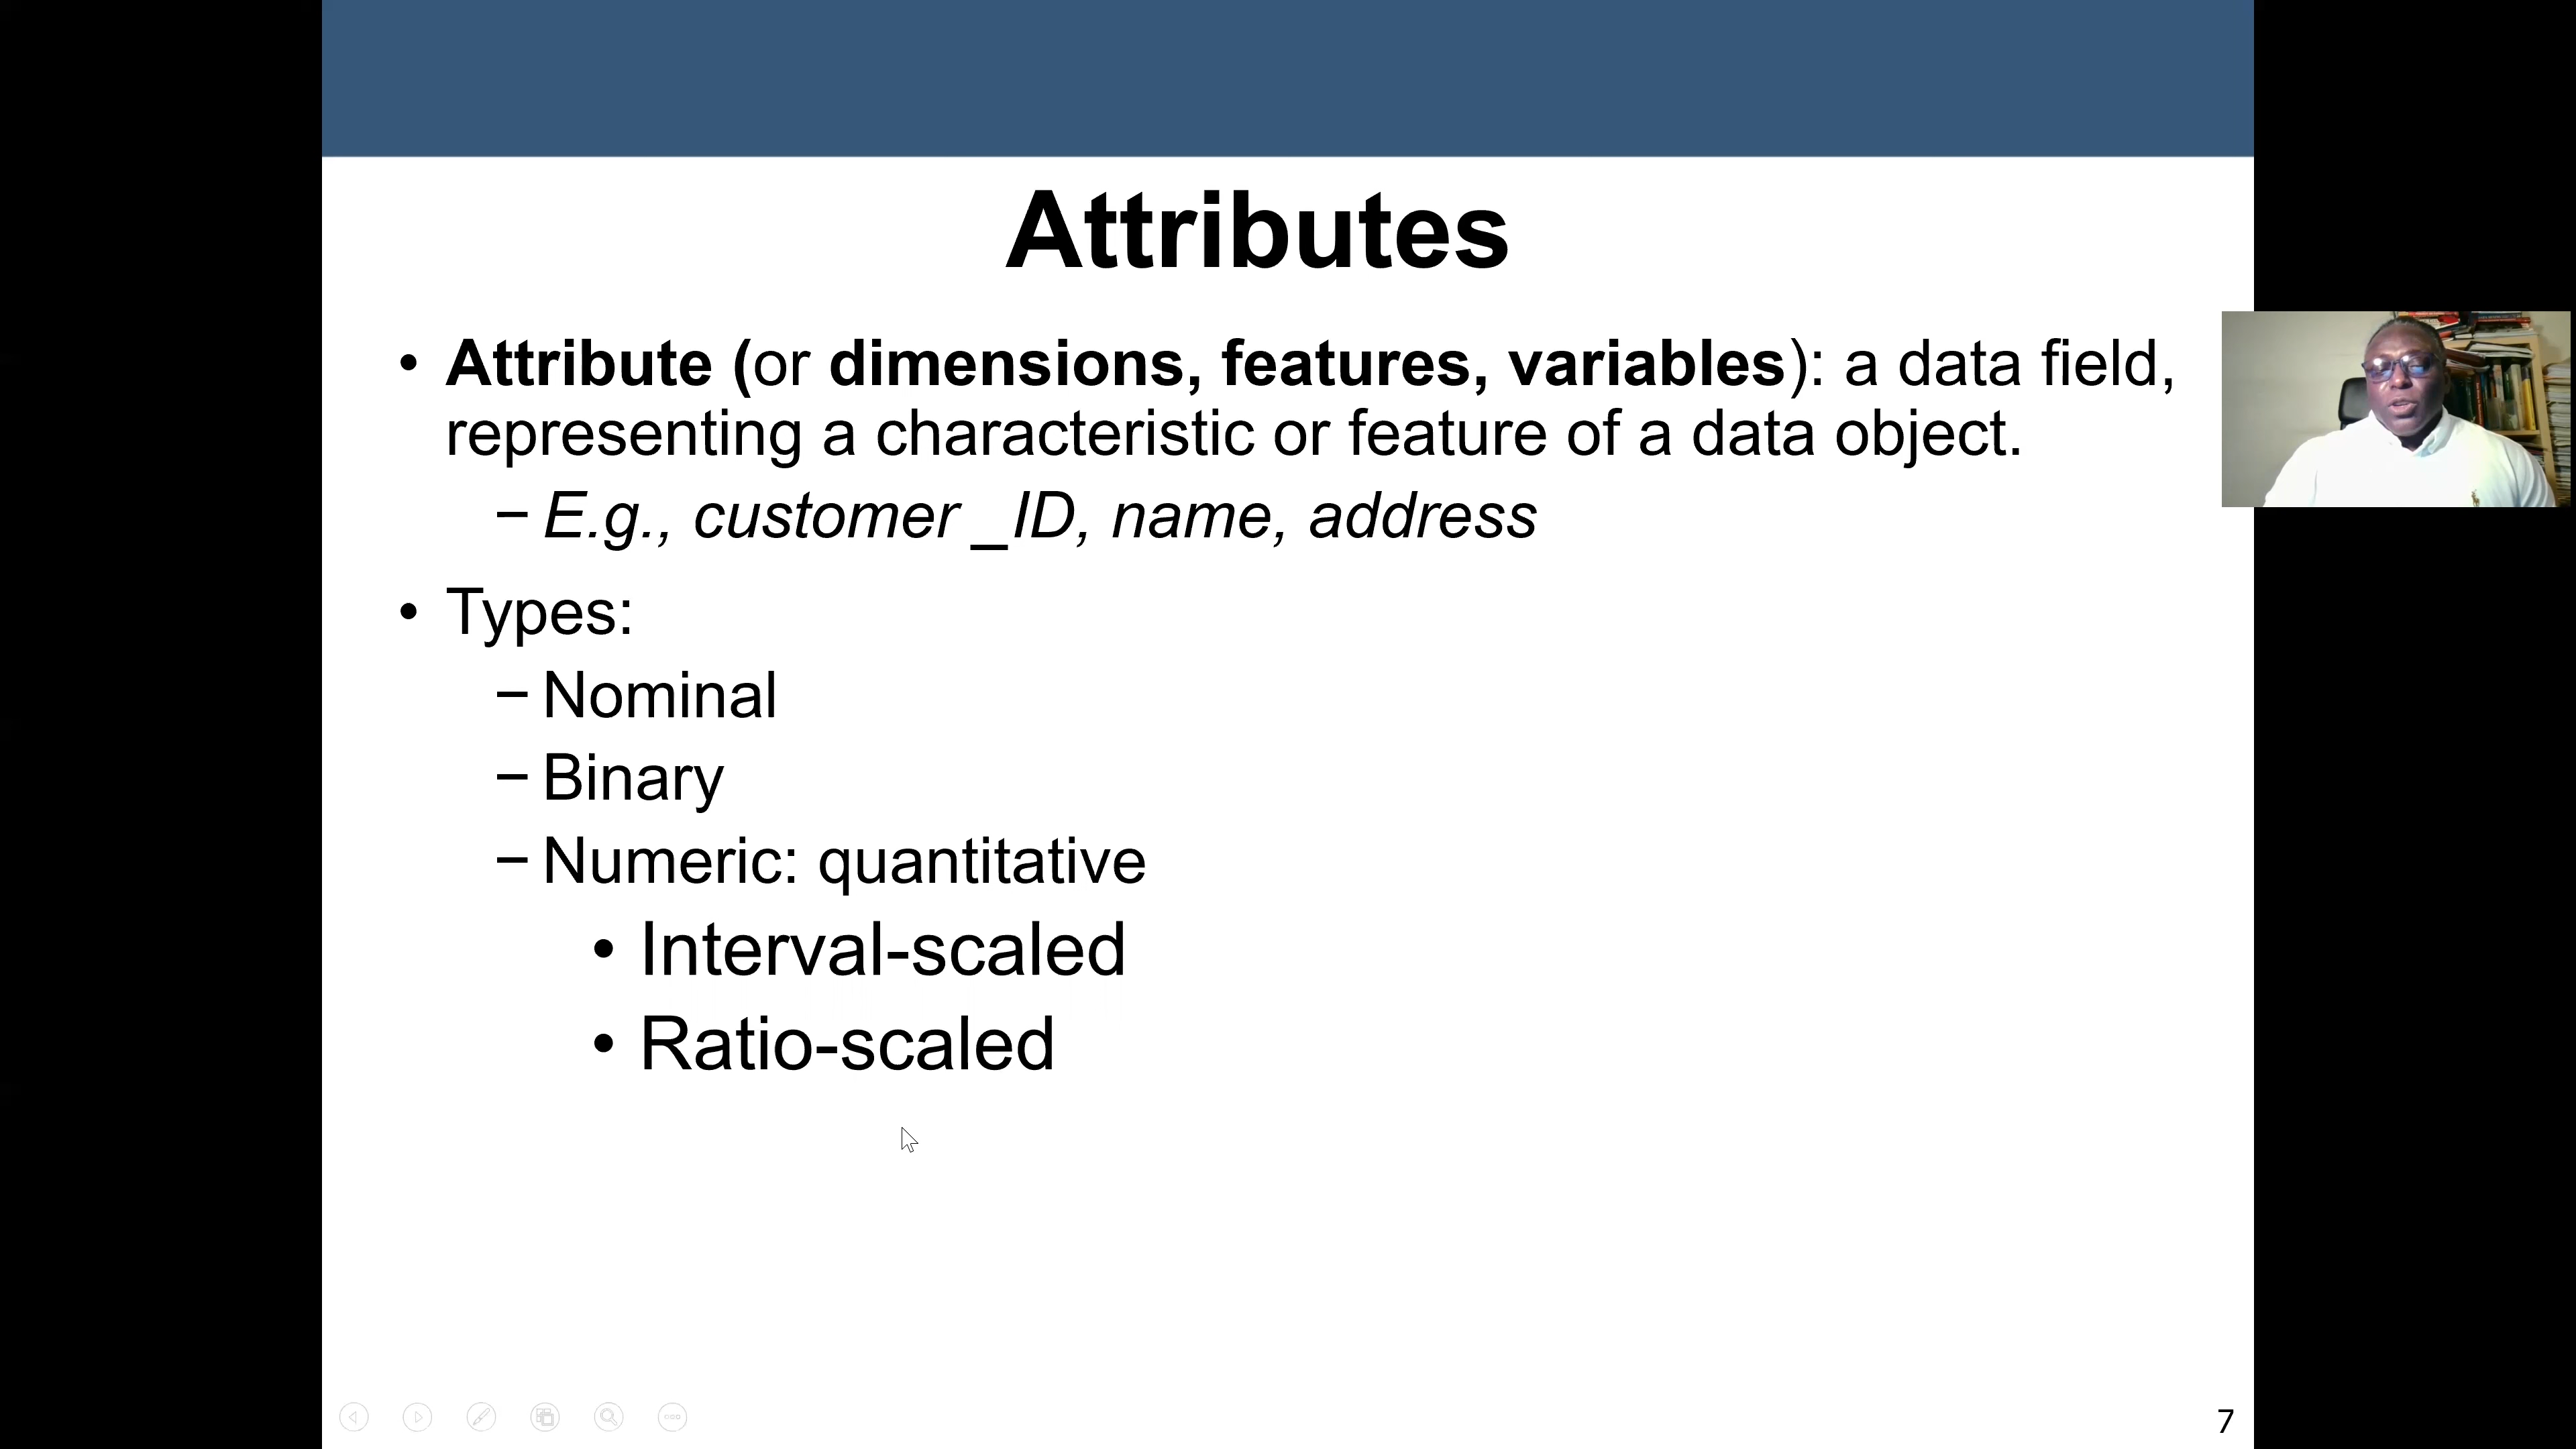 Attributes
• Attribute (or dimensions, features, variables): a data field,
representing a characteristic or feature of a data object.
– E.g., customer _ID, name, address
• Types:
– Nominal
– Binary
– Numeric: quantitative
• Interval-scaled
• Ratio-scaled
7